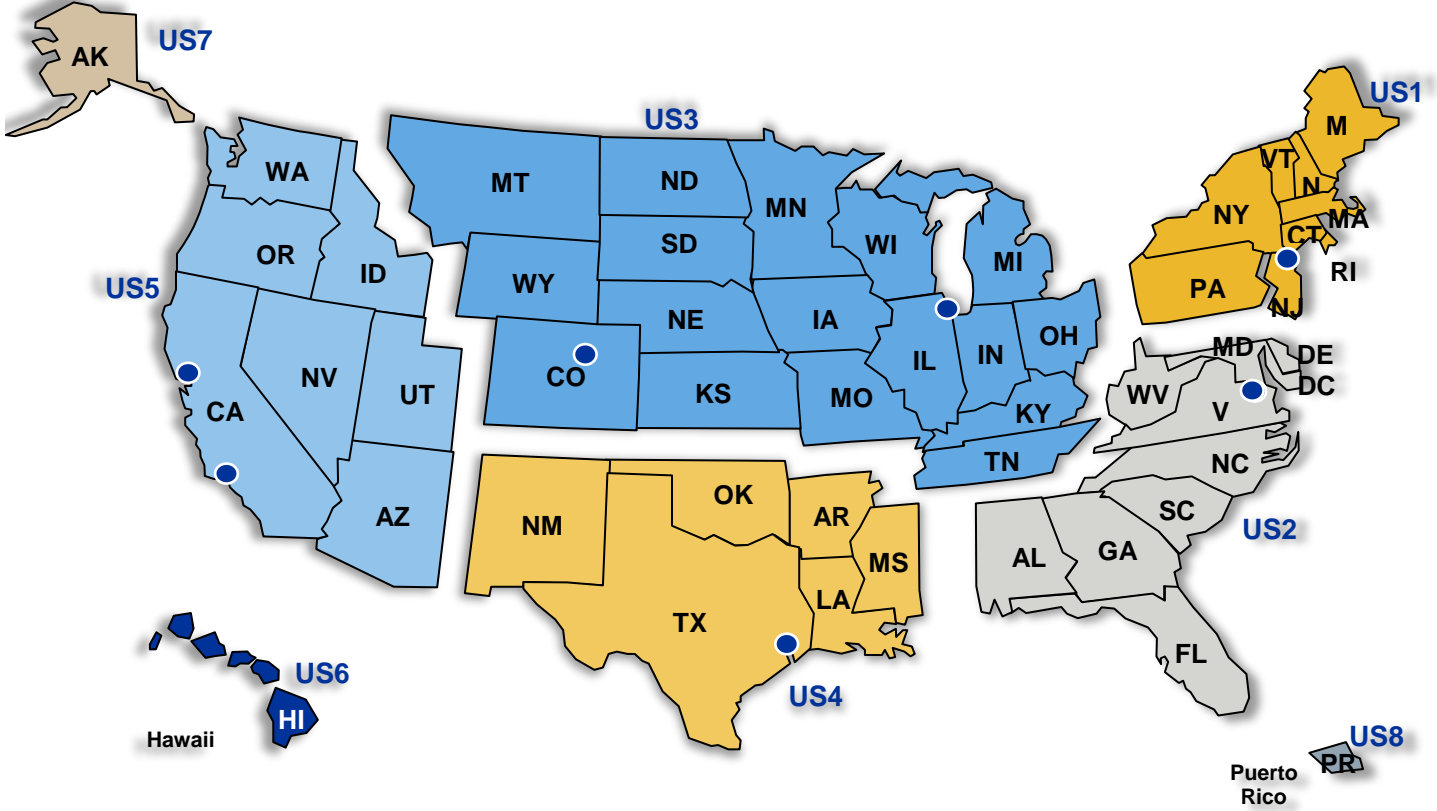 AK
US7
US3
US1
M
WA
MT
ND
MN
VT
N
NY
MA
OR
ID
SD
WI
MI
CT
RI
US5
WY
PA
NE
IA
NJ
OH
NV
UT
CO
KS
IL
IN
MD
DE
DC
CA
MO
KY
WV
V
TN
NC
AZ
NM
OK
AR
SC
US2
MS
AL
GA
LA
TX
FL
US6
US4
HI
Hawaii
US8
PR
Puerto
Rico